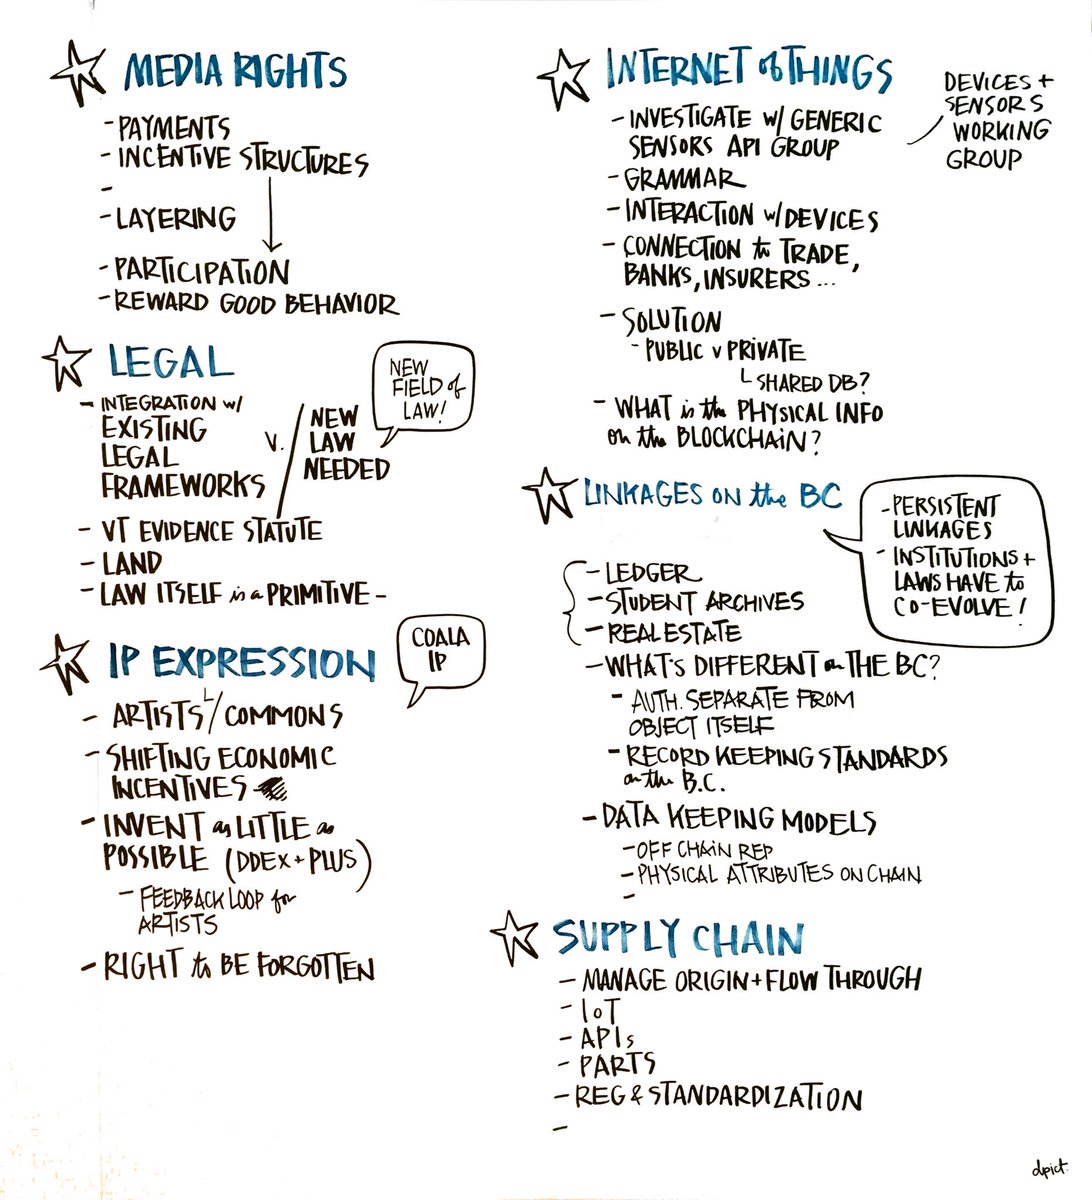 MEDIA RIGHTS
- PAYMENTS
- INCENTIVE STRUCTURES
-
- LAYERING
- PARTICIPATION
- REWARD GOOD BEHAVIOR
LEGAL
- INTEGRATION w/
EXISTING
LEGAL
FRAMEWORKS
V.
NEW
LAW
NEEDED
NEW
FIELD of
LAW!
- VT EVIDENCE STATUTE
- LAND
- LAW ITSELF is a PRIMITIVE -
IP EXPRESSION
COALA
IP
- ARTISTS / COMMONS
- SHIFTING ECONOMIC
INCENTIVES
- INVENT as LITTLE as
POSSIBLE (DDEX + PLUS)
- FEEDBACK LOOP for
ARTISTS
- RIGHT to BE FORGOTTEN
INTERNET of THINGS
- INVESTIGATE w/ GENERIC
SENSORS API GROUP
DEVICES +
SENSORS
WORKING
GROUP
- GRAMMAR
- INTERACTION w/ DEVICES
- CONNECTION to TRADE,
BANKS, INSURERS...
- SOLUTION
- PUBLIC v PRIVATE
SHARED DB?
- WHAT is the PHYSICAL INFO
on the BLOCKCHAIN?
LINKAGES ON the BC
- PERSISTENT
LINKAGES
- INSTITUTIONS +
LAWS HAVE to
CO-EVOLVE!
- LEDGER
- STUDENT ARCHIVES
- REAL ESTATE
- WHAT'S DIFFERENT on THE BC?
- AUTH. SEPARATE FROM
OBJECT ITSELF
- RECORD KEEPING STANDARDS
on the B.C.
- DATA KEEPING MODELS
- OFF CHAIN REP
- PHYSICAL ATTRIBUTES ON CHAIN
-
SUPPLY CHAIN
- MANAGE ORIGIN + FLOW THROUGH
- IoT
- APIs
- PARTS
- REG & STANDARDIZATION
-
dpict.